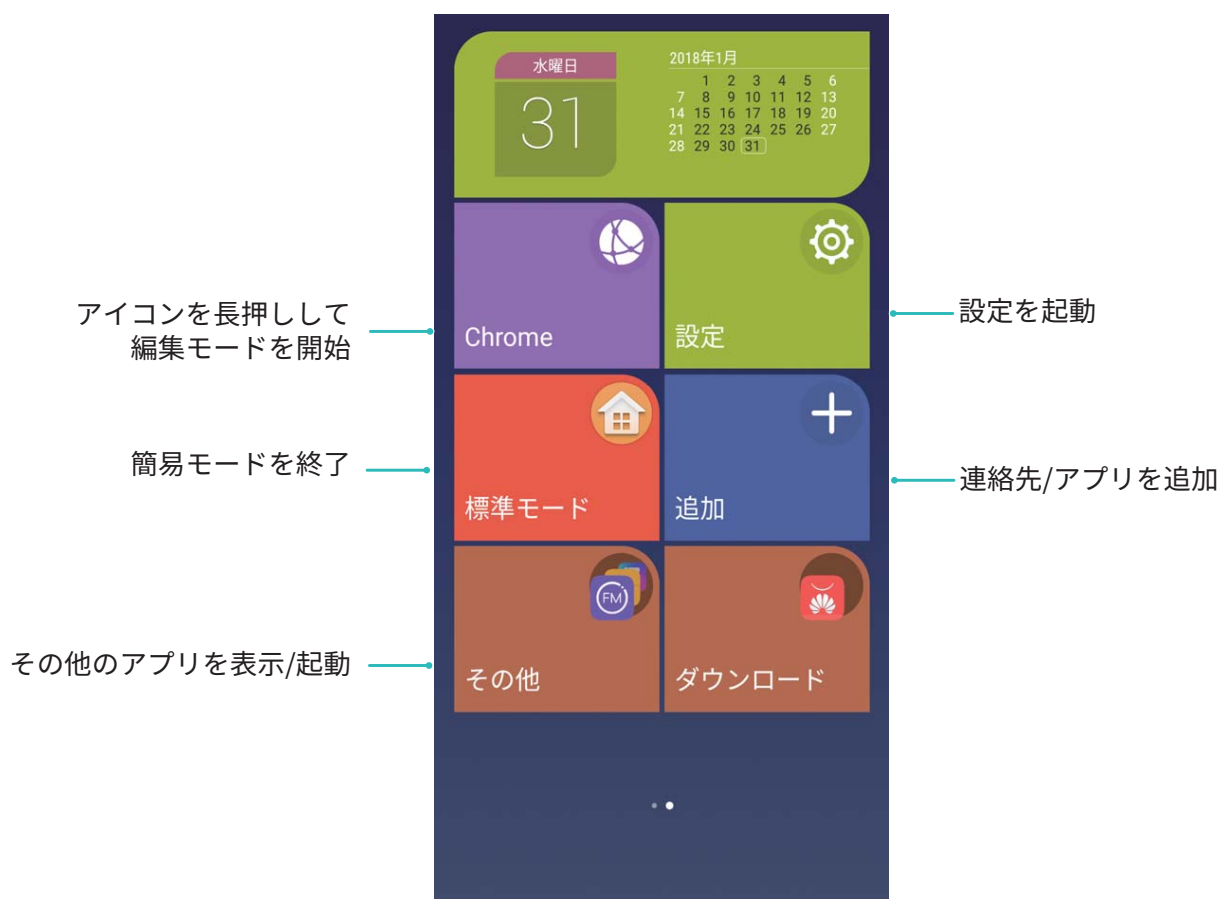 水曜日
31
2018年1月
1 2 3 4 5 6
7 8 9 10 11 12 13
14 15 16 17 18 19 20
21 22 23 24 25 26 27
28 29 30 31
アイコンを長押しして
編集モードを開始
Chrome
設定
設定を起動
簡易モードを終了
標準モード
追加
連絡先/アプリを追加
FM
その他のアプリを表示/起動
その他
ダウンロード